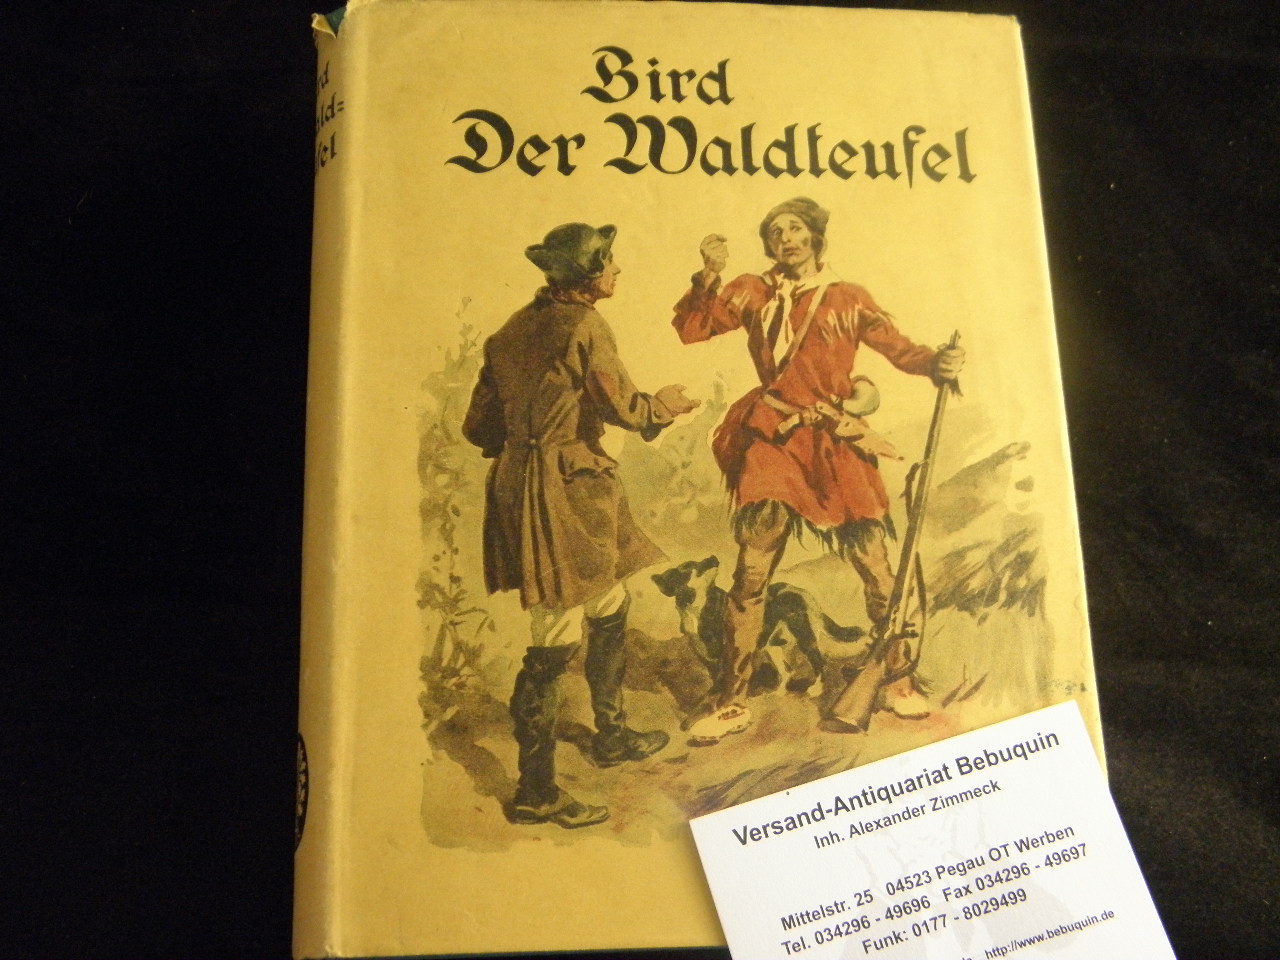 Bird
Der Waldteufel
Versand-Antiquariat Bebuquin
Inh. Alexander Zimmeck
Mittelstr. 25 04523 Pegau OT Werben
Tel. 034296 - 49696 Fax 034296 - 49697
Funk: 0177 - 8029499
http://www.bebuquin.de